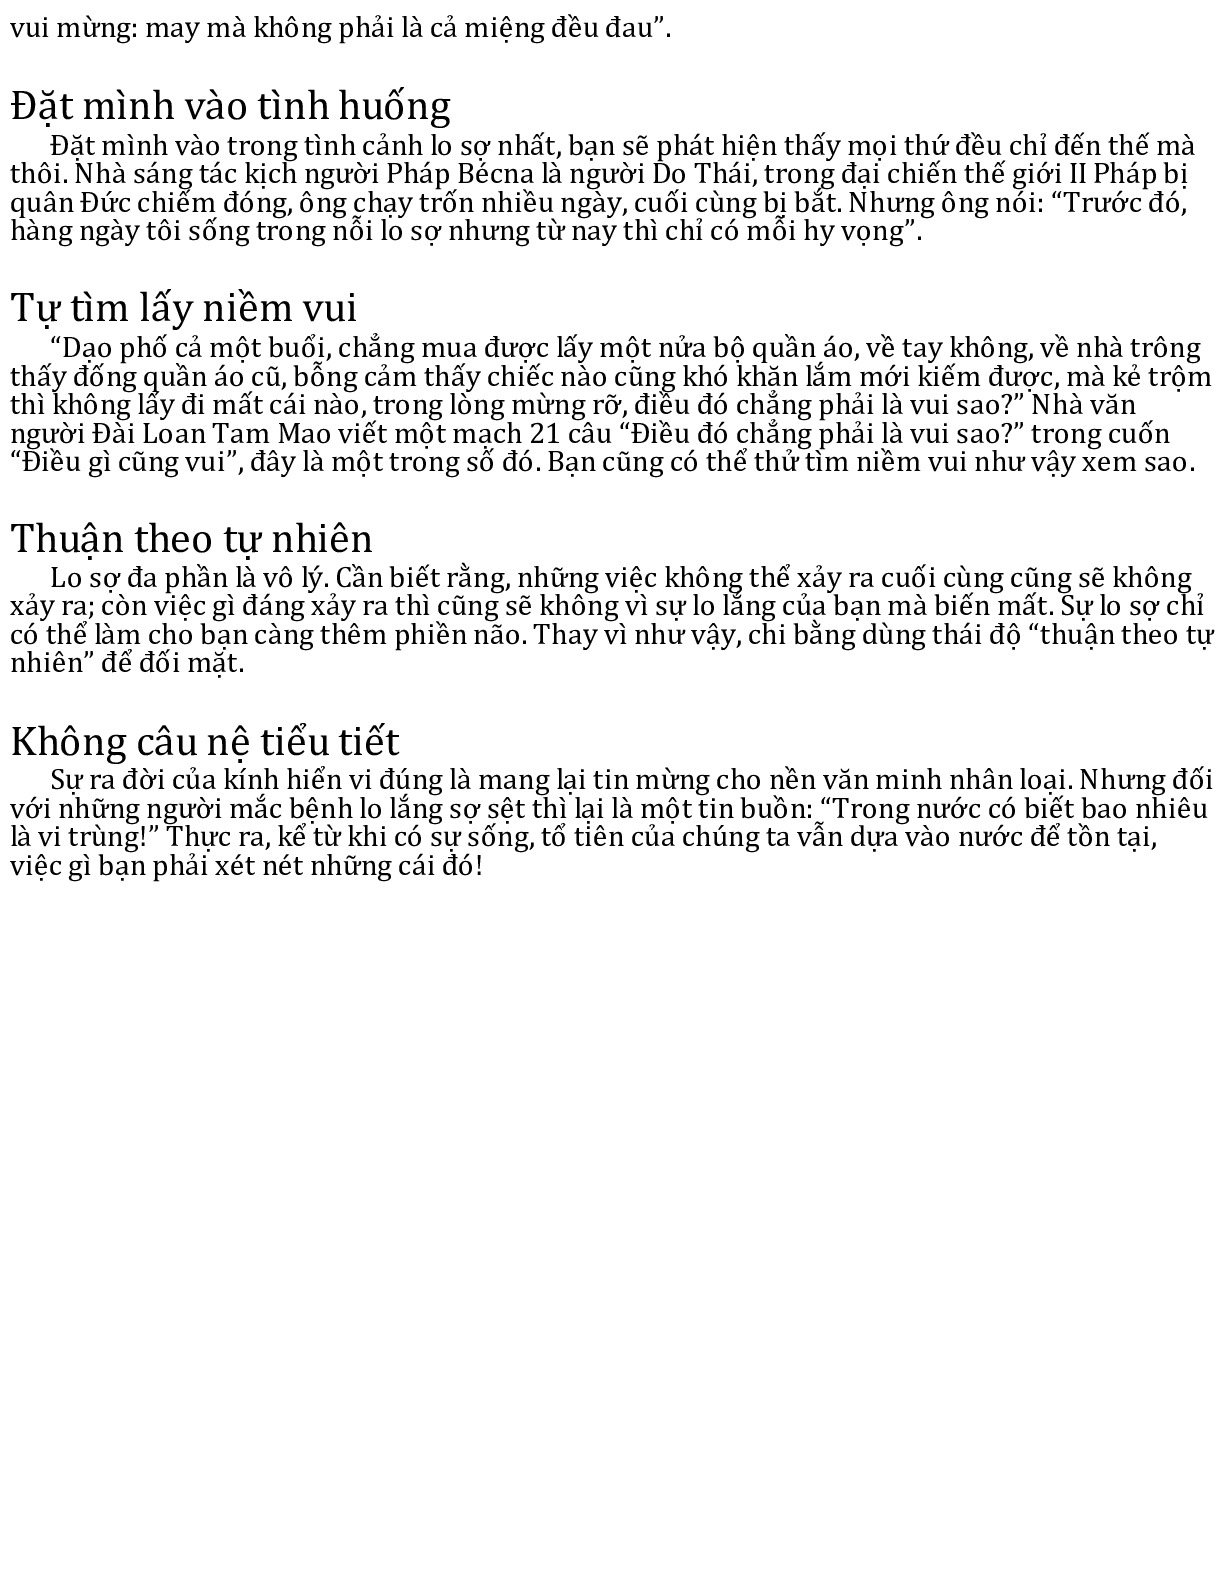 vui mừng: may mà không phải là cả miệng đều đau”.
Đặt mình vào tình huống
Đặt mình vào trong tình cảnh lo sợ nhất, bạn sẽ phát hiện thấy mọi thứ đều chỉ đến thế mà
thôi. Nhà sáng tác kịch người Pháp Bécna là người Do Thái, trong đại chiến thế giới II Pháp bị
quân Đức chiếm đóng, ông chạy trốn nhiều ngày, cuối cùng bị bắt. Nhưng ông nói: “Trước đó,
hàng ngày tôi sống trong nỗi lo sợ nhưng từ nay thì chỉ có mỗi hy vọng”.
Tự tìm lấy niềm vui
“Dạo phố cả một buổi, chẳng mua được lấy một nửa bộ quần áo, về tay không, về nhà trông
thấy đống quần áo cũ, bỗng cảm thấy chiếc nào cũng khó khăn lắm mới kiếm được, mà kẻ trộm
thì không lấy đi mất cái nào, trong lòng mừng rỡ, điều đó chẳng phải là vui sao?” Nhà văn
người Đài Loan Tam Mao viết một mạch 21 câu “Điều đó chẳng phải là vui sao?” trong cuốn
“Điều gì cũng vui”, đây là một trong số đó. Bạn cũng có thể thử tìm niềm vui như vậy xem sao.
Thuận theo tự nhiên
Lo sợ đa phần là vô lý. Cần biết rằng, những việc không thể xảy ra cuối cùng cũng sẽ không
xảy ra; còn việc gì đáng xảy ra thì cũng sẽ không vì sự lo lắng của bạn mà biến mất. Sự lo sợ chỉ
có thể làm cho bạn càng thêm phiền não. Thay vì như vậy, chi bằng dùng thái độ “thuận theo tự
nhiên” để đối mặt.
Không câu nệ tiểu tiết
Sự ra đời của kính hiển vi đúng là mang lại tin mừng cho nền văn minh nhân loại. Nhưng đối
với những người mắc bệnh lo lắng sợ sệt thì lại là một tin buồn: “Trong nước có biết bao nhiêu
là vi trùng!” Thực ra, kể từ khi có sự sống, tổ tiên của chúng ta vẫn dựa vào nước để tồn tại,
việc gì bạn phải xét nét những cái đó!